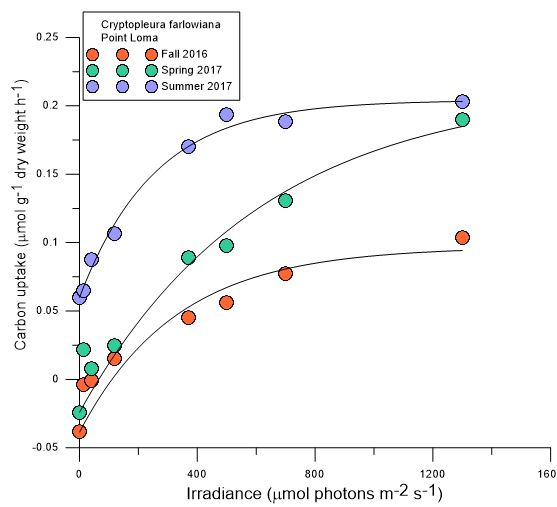 Cryptopleura farlowiana
Point Loma
Fall 2016
Spring 2017
Summer 2017
Carbon uptake (μmol g-1 dry weight h-1)
0.25
0.2
0.15
0.1
0.05
0
-0.05
0 400 800 1200 160
Irradiance (μmol photons m-2 s-1)